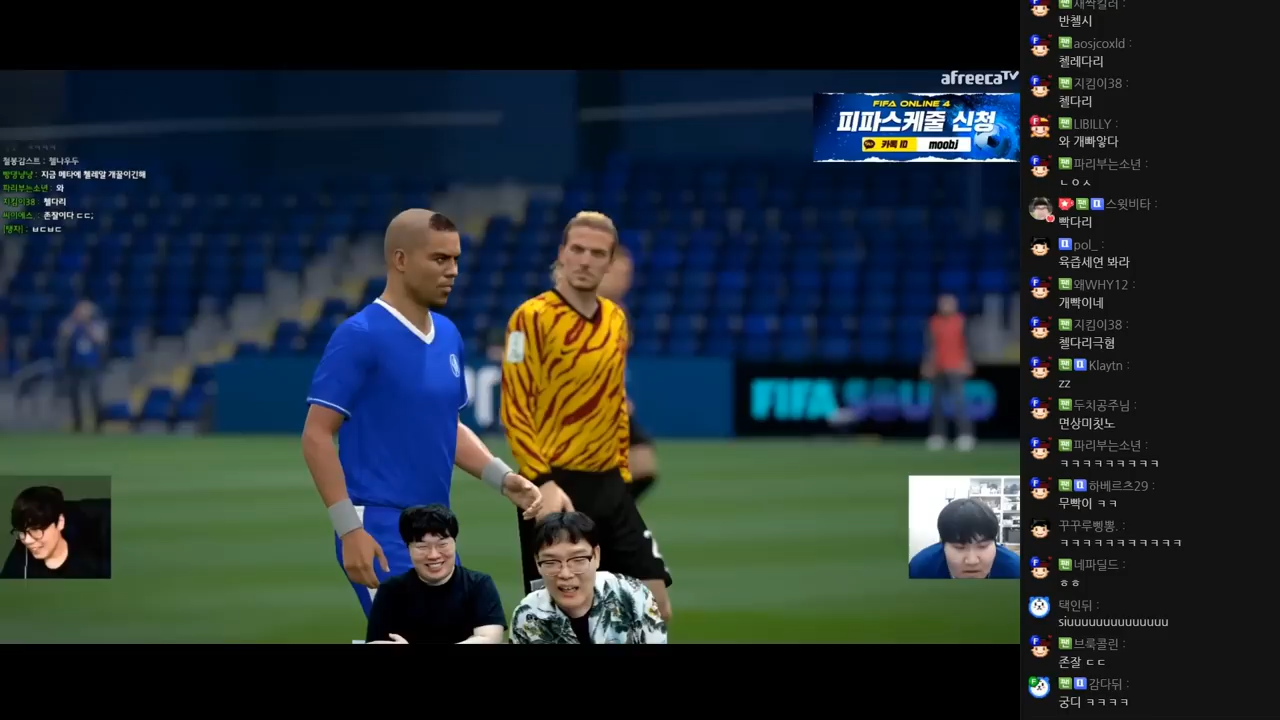 afreecaTV
FIFA ONLINE 4
피파스케줄 신청
카톡 ID moobj
철봉감스트 : 첼나우두
빵댕냥냥 : 지금 메타에 첼레알 개꿀이긴해
파리부는소년 : 와
지킴이38 : 첼다리
싸이에스. : 존잘이다 ㄷㄷ;
[탱자] : ㅂㄷㅂㄷ
FIFA SQUAD
2
반첼시
aosjcoxld :
첼레다리
지킴이38 :
첼다리
LIBILLY :
와 개빠앟다
파리부는소년 :
ㄴㅇㅅ
스윗비타 :
빡다리
pol_ :
육즙세연 봐라
왜WHY12 :
개빡이네
지킴이38 :
첼다리극혐
Klaytn :
zz
두치공주님 :
면상미칫노
파리부는소년 :
ㅋㅋㅋㅋㅋㅋㅋㅋㅋ
하베르츠29 :
무빡이 ㅋㅋ
꾸꾸루삥뽕. :
ㅋㅋㅋㅋㅋㅋㅋㅋㅋㅋㅋ
네파딜드 :
ㅎㅎ
택인뒤 :
siuuuuuuuuuuuuuu
브룩콜린 :
존잘 ㄷㄷ
감다뒤 :
궁디 ㅋㅋㅋㅋ